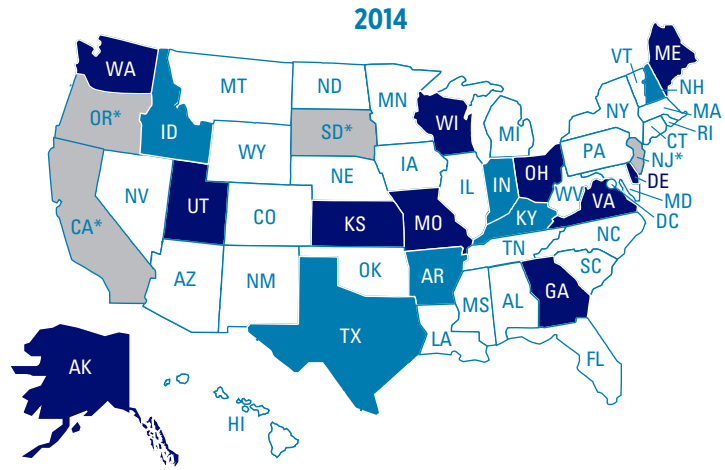 2014
WA
ME
VT
MT
ND
MN
NH
OR*
ID
SD*
WI
NY
MA
MI
RI
WY
CT
IA
PA
NJ*
NE
OH
DE
NV
IL
IN
MD
UT
WV
VA
DC
CO
KS
MO
KY
CA*
NC
TN
OK
AR
SC
AZ
NM
MS
AL
GA
TX
LA
FL
AK
HI